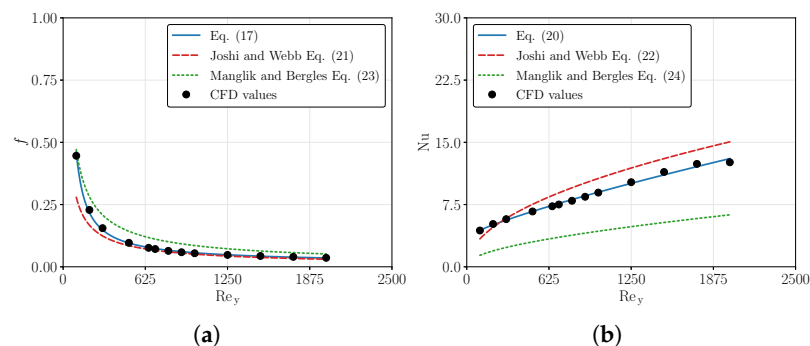 1.00
0.75
0.50
0.25
0.00
f
0
625
1250
1875
2500
Re y
Eq. (17)
Joshi and Webb Eq. (21)
Manglik and Bergles Eq. (23)
CFD values
(a)
30.0
22.5
15.0
7.5
0.0
Nu
0
625
1250
1875
2500
Re y
Eq. (20)
Joshi and Webb Eq. (22)
Manglik and Bergles Eq. (24)
CFD values
(b)